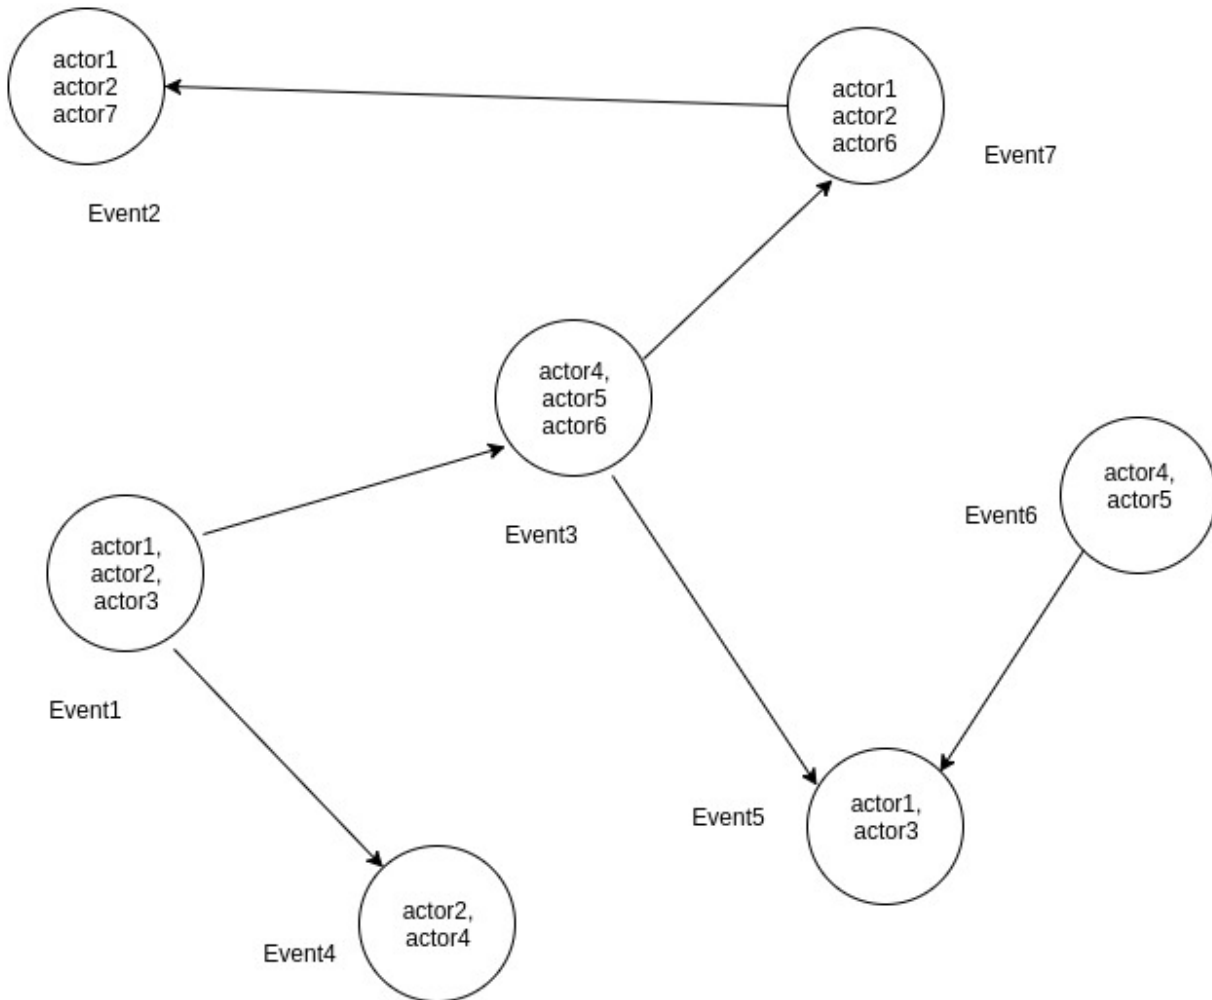 actor1
actor2
actor7
Event2
actor1
actor2
actor6
Event7
actor4,
actor5
actor6
Event3
actor4,
actor5
Event6
actor1,
actor2,
actor3
Event1
actor1,
actor3
Event5
actor2,
actor4
Event4